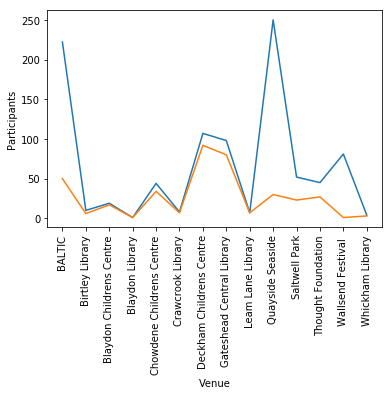 250
200
150
100
50
0
Participants
BALTIC
Birtley Library
Blaydon Childrens Centre
Blaydon Library
Chowdene Childrens Centre
Crawcrook Library
Deckham Childrens Centre
Gateshead Central Library
Leam Lane Library
Quayside Seaside
Saltwell Park
Thought Foundation
Wallsend Festival
Whickham Library
Venue